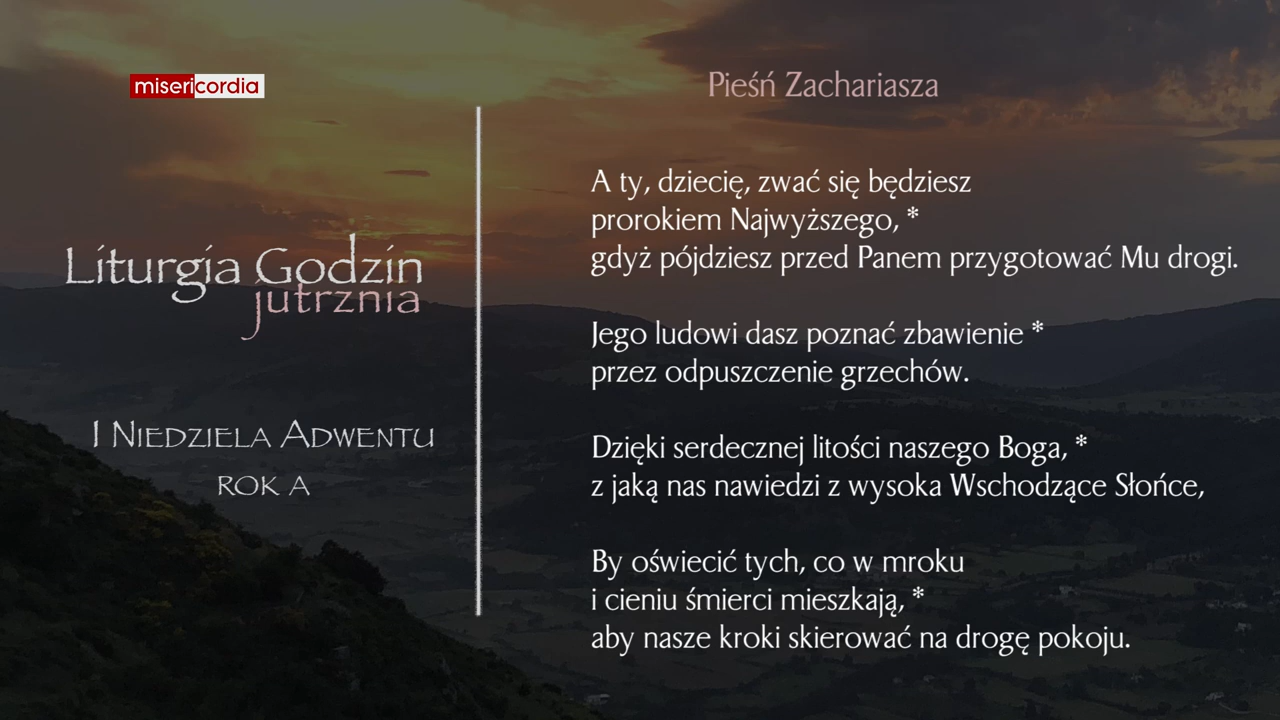 misericordia
Liturgia Godzin
jutrznia
I Niedziela Adwentu
rok A
Pieśń Zachariasza
A ty, dziecię, zwać się będziesz
prorokiem Najwyższego, *
gdyż pójdziesz przed Panem przygotować Mu drogi.
Jego ludowi dasz poznać zbawienie *
przez odpuszczenie grzechów.
Dzięki serdecznej litości naszego Boga, *
z jaką nas nawiedzi z wysoka Wschodzące Słońce,
By oświecić tych, co w mroku
i cieniu śmierci mieszkają, *
aby nasze kroki skierować na drogę pokoju.